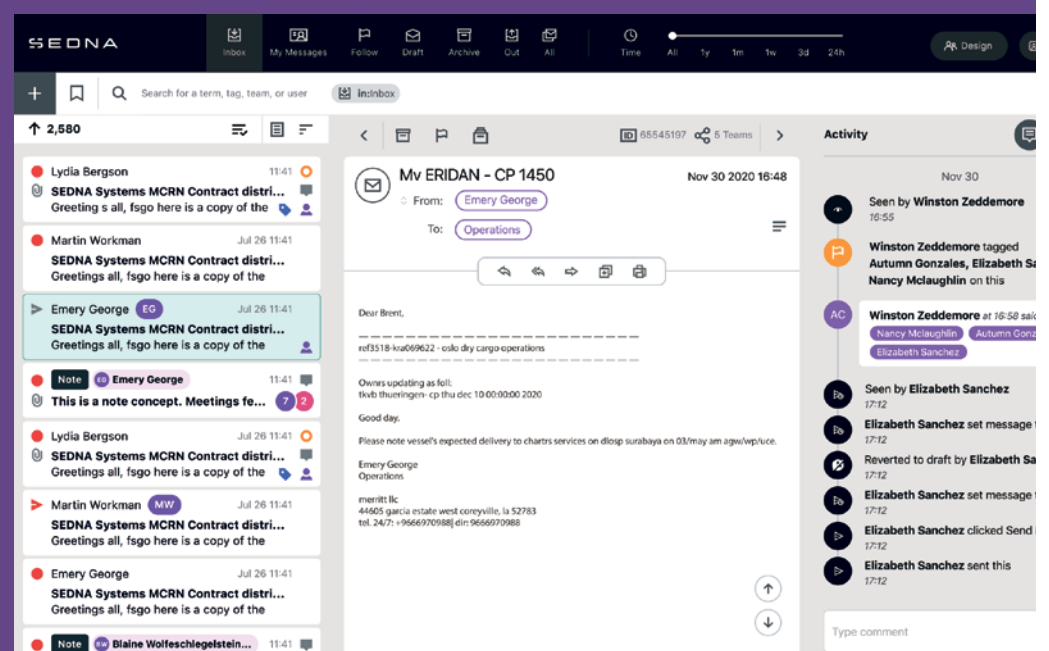 SEDNA
Inbox
My Messages
Follow
Draft
Archive
Out
All
Time
All 1y 1m 1w 3d 24h
Design
Search for a term, tag, team, or user
in:Inbox
2,580
Lydia Bergson 11:41
SEDNA Systems MCRN Contract distri...
Greeting s all, fsgo here is a copy of the
Martin Workman Jul 26 11:41
SEDNA Systems MCRN Contract distri...
Greetings all, fsgo here is a copy of the
Emery George EG Jul 26 11:41
SEDNA Systems MCRN Contract distri...
Greetings all, fsgo here is a copy of the
Note EG Emery George 11:41
This is a note concept. Meetings fe... 7 2
Lydia Bergson Jul 26 11:41
SEDNA Systems MCRN Contract distri...
Greetings all, fsgo here is a copy of the
Martin Workman MW Jul 26 11:41
SEDNA Systems MCRN Contract distri...
Greetings all, fsgo here is a copy of the
Emery George Jul 26 11:41
SEDNA Systems MCRN Contract distri...
Greetings all, fsgo here is a copy of the
Note BW Blaine Wolfeschlegelstein... 11:41
ID 65545197 5 Teams
Mv ERIDAN - CP 1450 Nov 30 2020 16:48
From: Emery George
To: Operations
Dear Brent,
ref3518-kra069622 - oslo dry cargo-operations
Ownrs updating as foll:
tkvb thueringen- cp thu dec 10 00:00:00 2020
Good day.
Please note vessel's expected delivery to chartrs services on dlosp surabaya on 03/may am agw/wp/uce.
Emery George
Operations
merritt llc
44605 garcia estate west coreyville, la 52783
tel. 24/7: +9666970988| dir: 9666970988
Activity
Nov 30
Seen by Winston Zeddemore
16:55
Winston Zeddemore tagged
Autumn Gonzales, Elizabeth Sa
Nancy Mclaughlin on this
AC
Winston Zeddemore at 16:58 said
Nancy Mclaughlin Autumn Gonz
Elizabeth Sanchez
Seen by Elizabeth Sanchez
17:12
Elizabeth Sanchez set message
17:12
Reverted to draft by Elizabeth Sa
17:12
Elizabeth Sanchez set message
17:12
Elizabeth Sanchez clicked Send
17:12
Elizabeth Sanchez sent this
17:12
Type comment